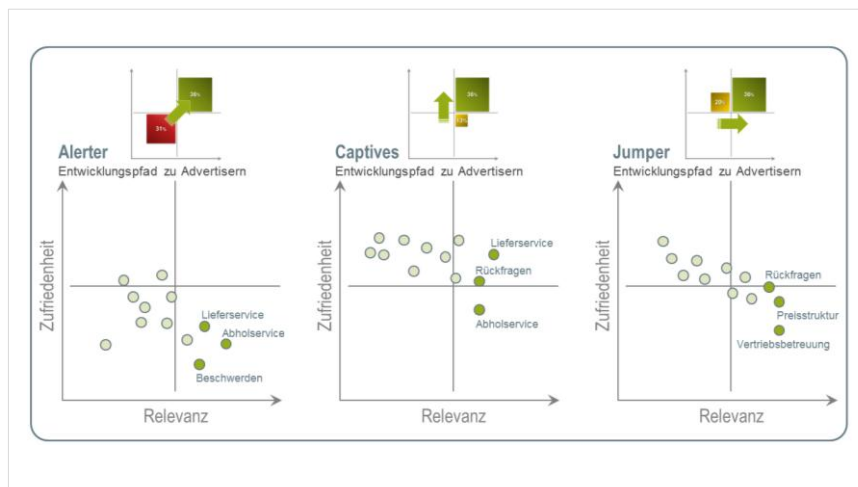 Alerter
Entwicklungspfad zu Advertisern
31%
Zufriedenheit
Lieferservice
Abholservice
Beschwerden
Relevanz
Captives
Entwicklungspfad zu Advertisern
Zufriedenheit
Lieferservice
Rückfragen
Abholservice
Relevanz
Jumper
Entwicklungspfad zu Advertisern
Zufriedenheit
Rückfragen
Preisstruktur
Vertriebsbetreuung
Relevanz